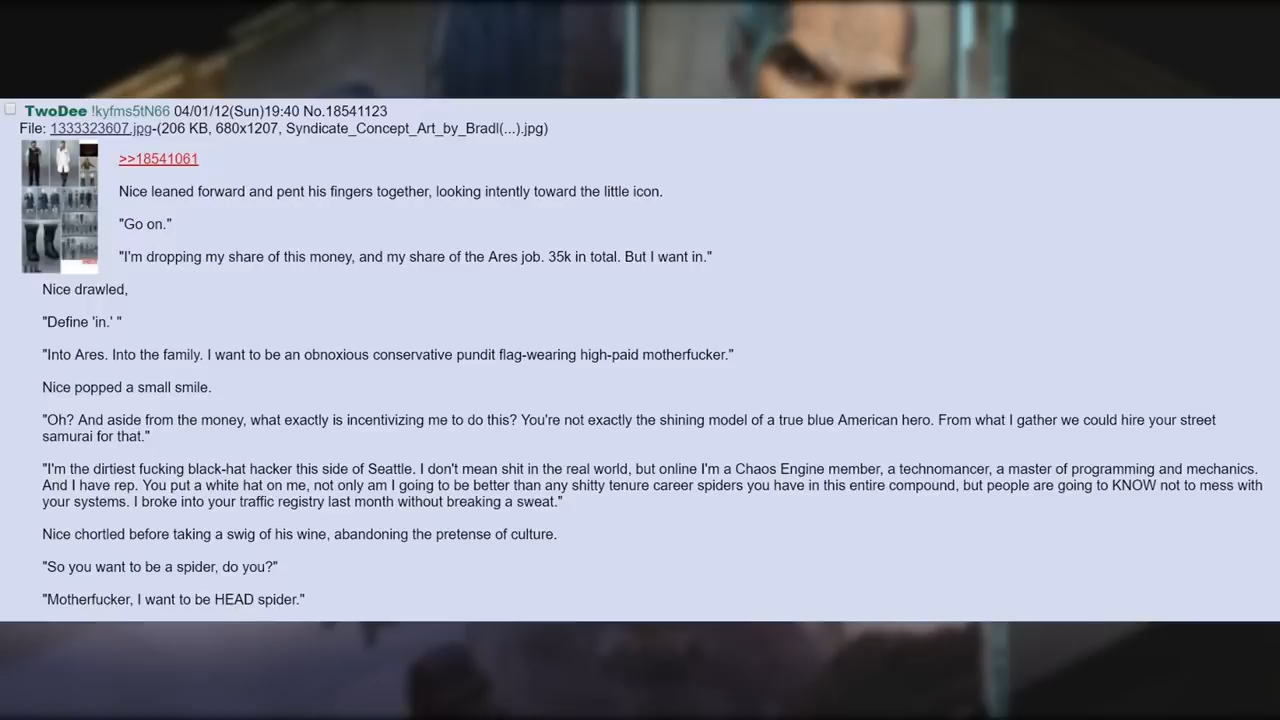 TwoDee !kyfms5tN66 04/01/12(Sun)19:40 No.18541123
File: 1333323607.jpg-(206 KB, 680x1207, Syndicate_Concept_Art_by_Bradl(...).jpg)
>>18541061
Nice leaned forward and pent his fingers together, looking intently toward the little icon.
"Go on."
"I'm dropping my share of this money, and my share of the Ares job. 35k in total. But I want in."
Nice drawled,
"Define 'in.' "
"Into Ares. Into the family. I want to be an obnoxious conservative pundit flag-wearing high-paid motherfucker."
Nice popped a small smile.
"Oh? And aside from the money, what exactly is incentivizing me to do this? You're not exactly the shining model of a true blue American hero. From what I gather we could hire your street
samurai for that."
"I'm the dirtiest fucking black-hat hacker this side of Seattle. I don't mean shit in the real world, but online I'm a Chaos Engine member, a technomancer, a master of programming and mechanics.
And I have rep. You put a white hat on me, not only am I going to be better than any shitty tenure career spiders you have in this entire compound, but people are going to KNOW not to mess with
your systems. I broke into your traffic registry last month without breaking a sweat."
Nice chortled before taking a swig of his wine, abandoning the pretense of culture.
"So you want to be a spider, do you?"
"Motherfucker, I want to be HEAD spider."